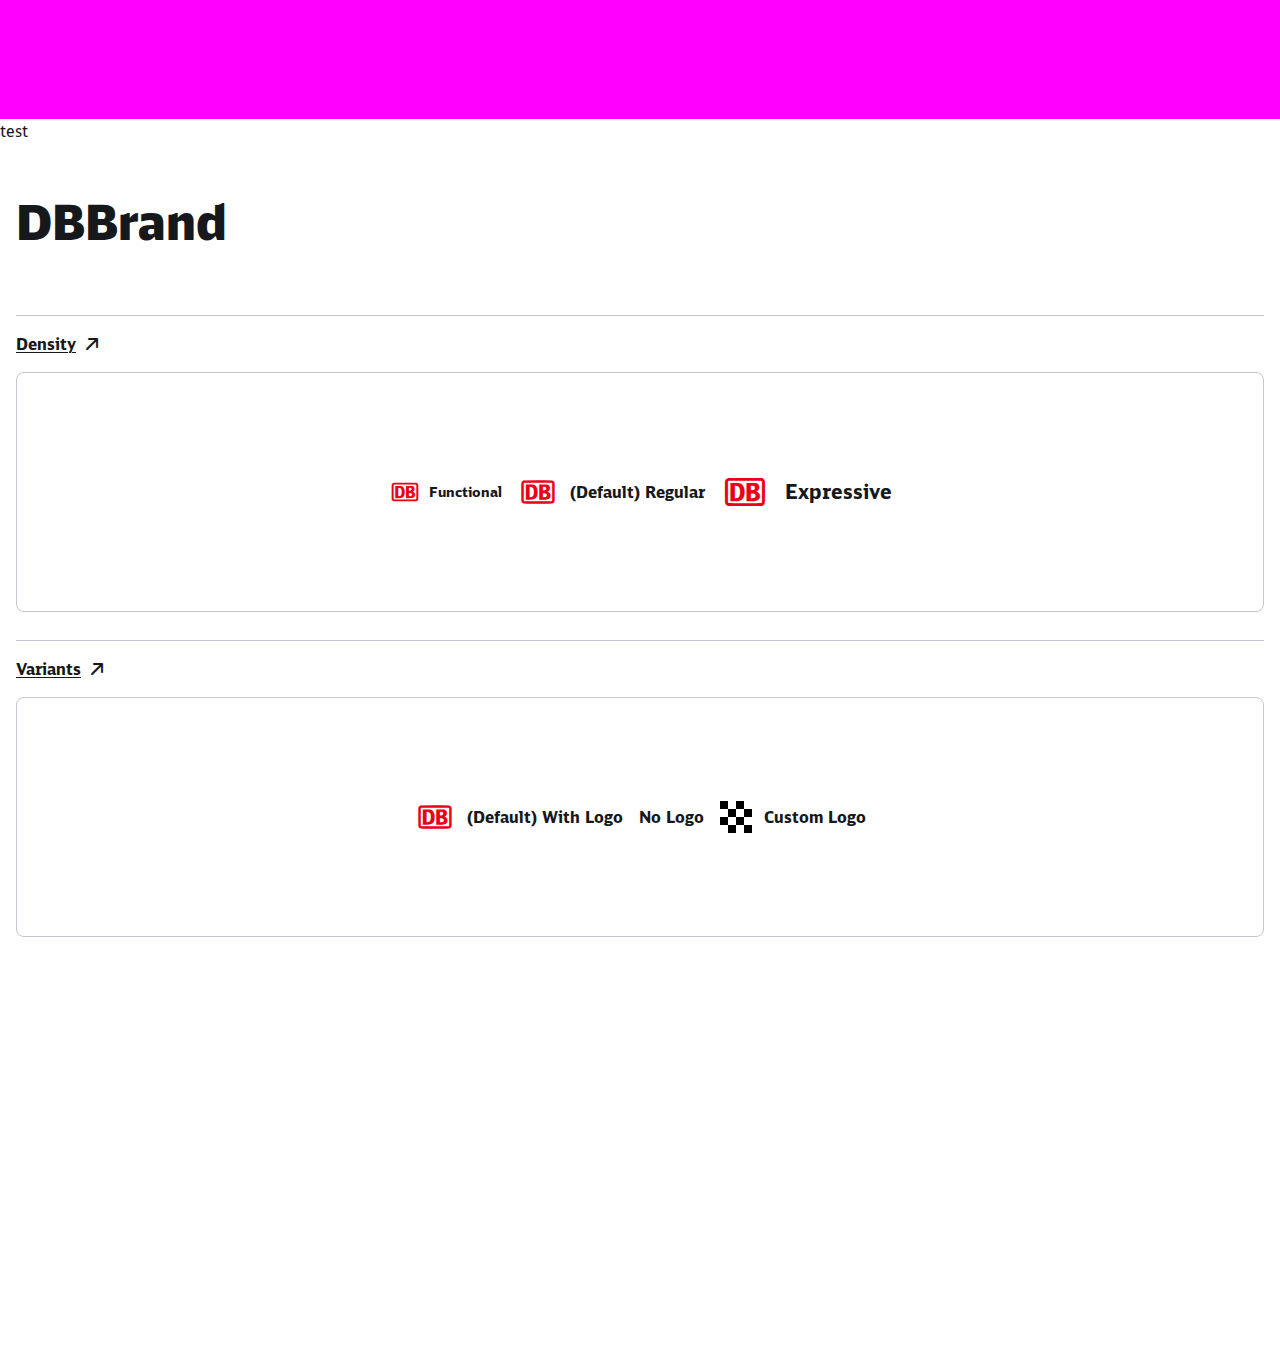 test
DBBrand
Density
DB Functional DB (Default) Regular DB Expressive
Variants
DB (Default) With Logo No Logo Custom Logo